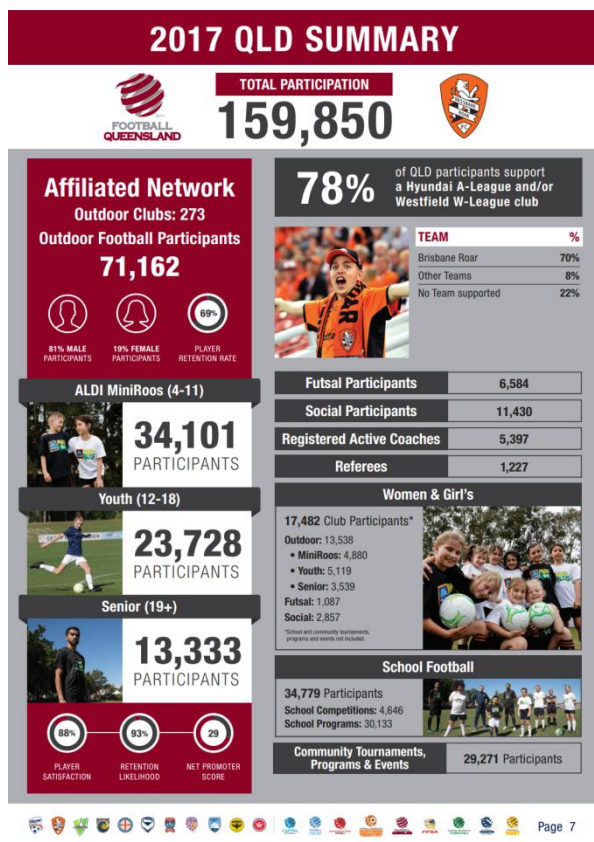 2017 QLD SUMMARY
FOOTBALL
QUEENSLAND
TOTAL PARTICIPATION
159,850
Affiliated Network
Outdoor Clubs: 273
Outdoor Football Participants
71,162
69%
81% MALE
PARTICIPANTS
19% FEMALE
PARTICIPANTS
PLAYER
RETENTION RATE
ALDI MiniRoos (4-11)
34,101
PARTICIPANTS
Youth (12-18)
23,728
PARTICIPANTS
Senior (19+)
13,333
PARTICIPANTS
88%
93%
29
PLAYER
SATISFACTION
RETENTION
LIKELIHOOD
NET PROMOTER
SCORE
78%
of QLD participants support
a Hyundai A-League and/or
Westfield W-League club
TEAM %
Brisbane Roar 70%
Other Teams 8%
No Team supported 22%
Futsal Participants 6,584
Social Participants 11,430
Registered Active Coaches 5,397
Referees 1,227
Women & Girl's
17,482 Club Participants*
Outdoor: 13,538
• MiniRoos: 4,880
• Youth: 5,119
• Senior: 3,539
Futsal: 1,087
Social: 2,857
*School and community tournaments,
programs and events not included
School Football
34,779 Participants
School Competitions: 4,646
School Programs: 30,133
Community Tournaments,
Programs & Events
29,271 Participants
Page 7